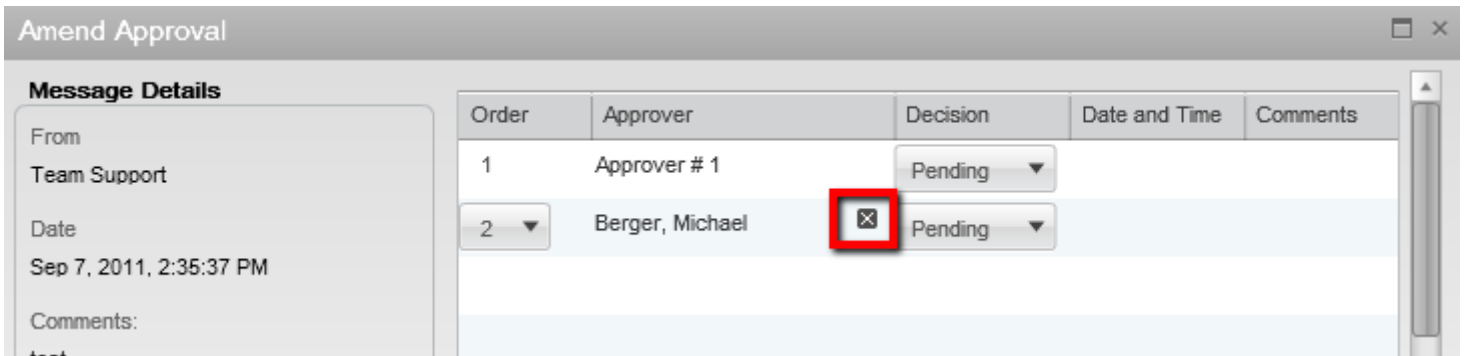 Amend Approval
Message Details
From
Team Support
Date
Sep 7, 2011, 2:35:37 PM
Comments:
Order Approver Decision Date and Time Comments
1 Approver # 1 Pending
2 Berger, Michael Pending